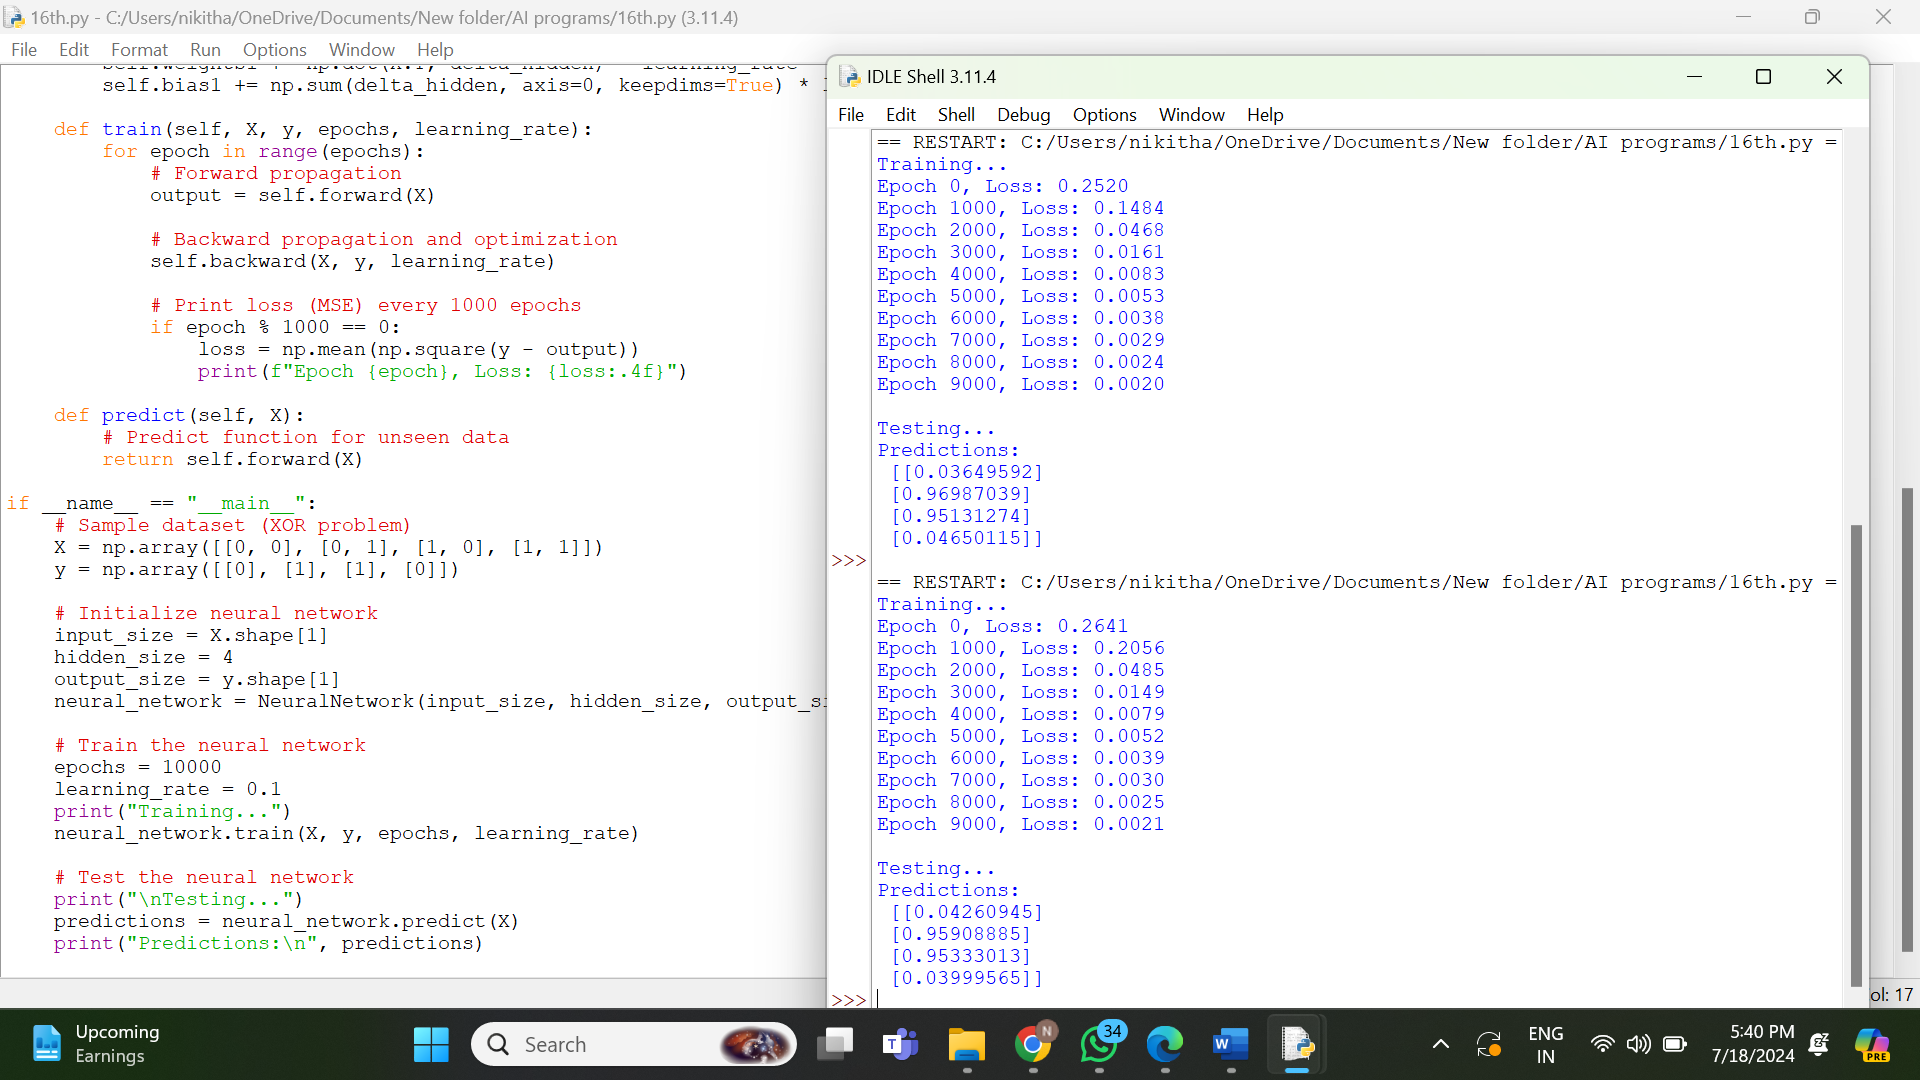 16th.py - C:/Users/nikitha/OneDrive/Documents/New folder/AI programs/16th.py (3.11.4)
File Edit Format Run Options Window Help
self.bias1 += np.sum(delta_hidden, axis=0, keepdims=True) *
def train(self, X, y, epochs, learning_rate):
for epoch in range(epochs):
# Forward propagation
output = self.forward(X)
# Backward propagation and optimization
self.backward(X, y, learning_rate)
# Print loss (MSE) every 1000 epochs
if epoch % 1000 == 0:
loss = np.mean(np.square(y - output))
print(f"Epoch {epoch}, Loss: {loss:.4f}")
def predict(self, X):
# Predict function for unseen data
return self.forward(X)
if __name__ == "__main__":
# Sample dataset (XOR problem)
X = np.array([[0, 0], [0, 1], [1, 0], [1, 1]])
y = np.array([[0], [1], [1], [0]])
# Initialize neural network
input_size = X.shape[1]
hidden_size = 4
output_size = y.shape[1]
neural_network = NeuralNetwork(input_size, hidden_size, output_si
# Train the neural network
epochs = 10000
learning_rate = 0.1
print("Training...")
neural_network.train(X, y, epochs, learning_rate)
# Test the neural network
print("\nTesting...")
predictions = neural_network.predict(X)
print("Predictions:\n", predictions)
ol: 17
IDLE Shell 3.11.4
File Edit Shell Debug Options Window Help
== RESTART: C:/Users/nikitha/OneDrive/Documents/New folder/AI programs/16th.py =
Training...
Epoch 0, Loss: 0.2520
Epoch 1000, Loss: 0.1484
Epoch 2000, Loss: 0.0468
Epoch 3000, Loss: 0.0161
Epoch 4000, Loss: 0.0083
Epoch 5000, Loss: 0.0053
Epoch 6000, Loss: 0.0038
Epoch 7000, Loss: 0.0029
Epoch 8000, Loss: 0.0024
Epoch 9000, Loss: 0.0020
Testing...
Predictions:
[[0.03649592]
[0.96987039]
[0.95131274]
[0.04650115]]
>>>
== RESTART: C:/Users/nikitha/OneDrive/Documents/New folder/AI programs/16th.py =
Training...
Epoch 0, Loss: 0.2641
Epoch 1000, Loss: 0.2056
Epoch 2000, Loss: 0.0485
Epoch 3000, Loss: 0.0149
Epoch 4000, Loss: 0.0079
Epoch 5000, Loss: 0.0052
Epoch 6000, Loss: 0.0039
Epoch 7000, Loss: 0.0030
Epoch 8000, Loss: 0.0025
Epoch 9000, Loss: 0.0021
Testing...
Predictions:
[[0.04260945]
[0.95908885]
[0.95333013]
[0.03999565]]
>>>
Upcoming
Earnings
Search
T
N
34
W
ENG
IN
5:40 PM
7/18/2024
PRE